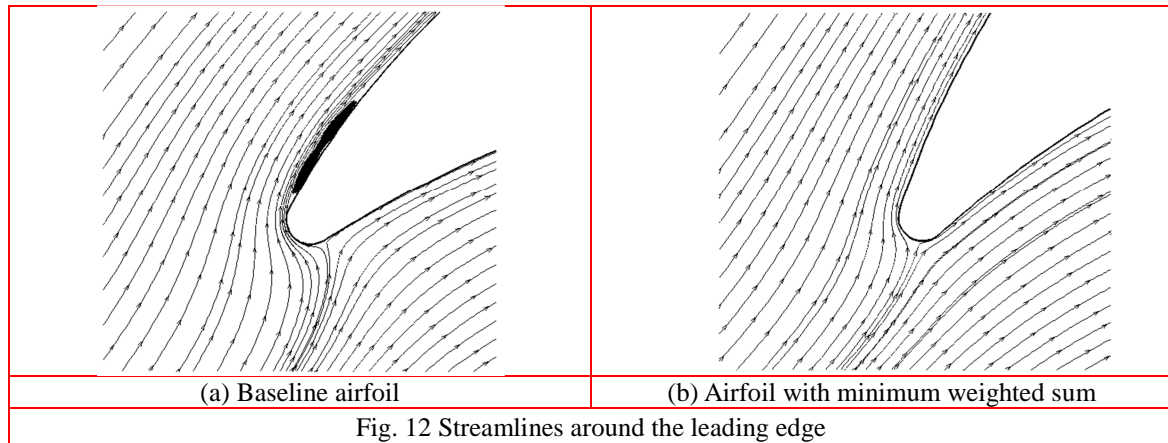 (a) Baseline airfoil
(b) Airfoil with minimum weighted sum
Fig. 12 Streamlines around the leading edge